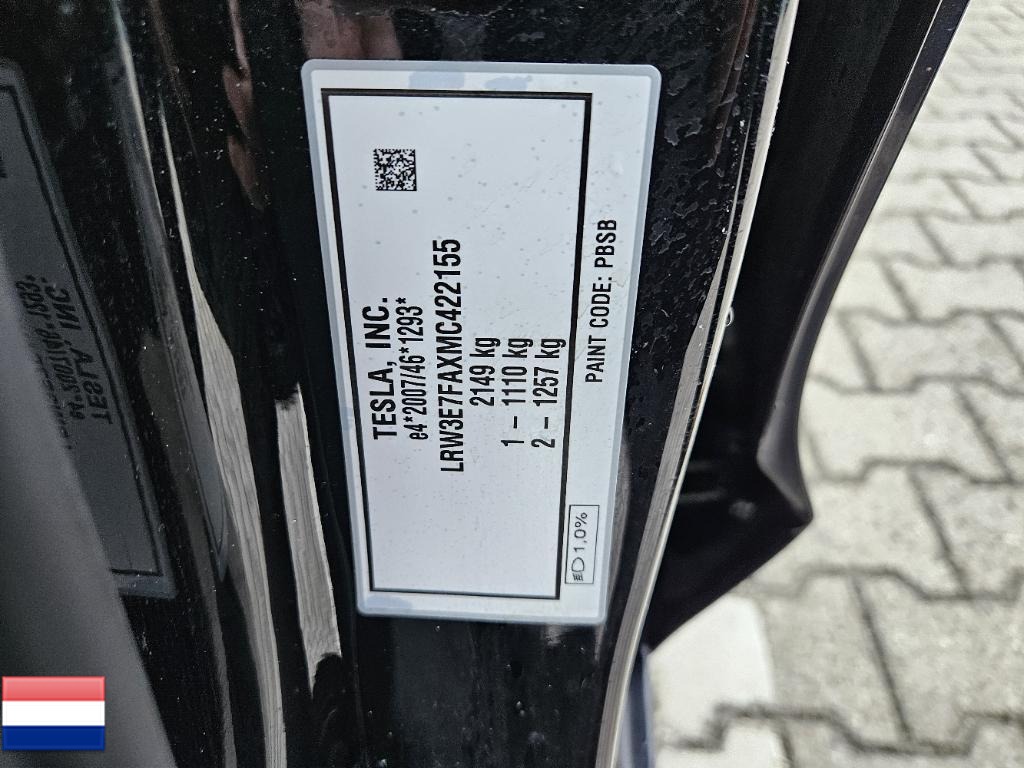 TESLA, INC.
e4*2007/46*1293*
LRW3E7FAXMC422155
2149 kg
1 – 1110 kg
2 – 1257 kg
PAINT CODE: PBSB
1,0%